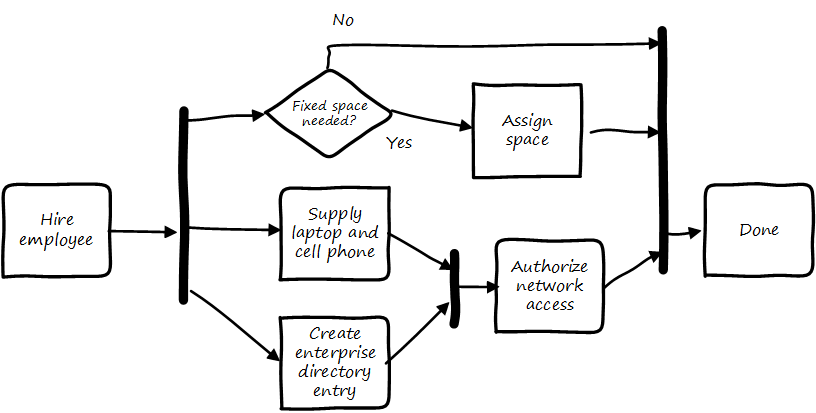 No
Fixed space
needed?
Yes
Assign
space
Hire
employee
Supply
laptop and
cell phone
Authorize
network
access
Done
Create
enterprise
directory
entry